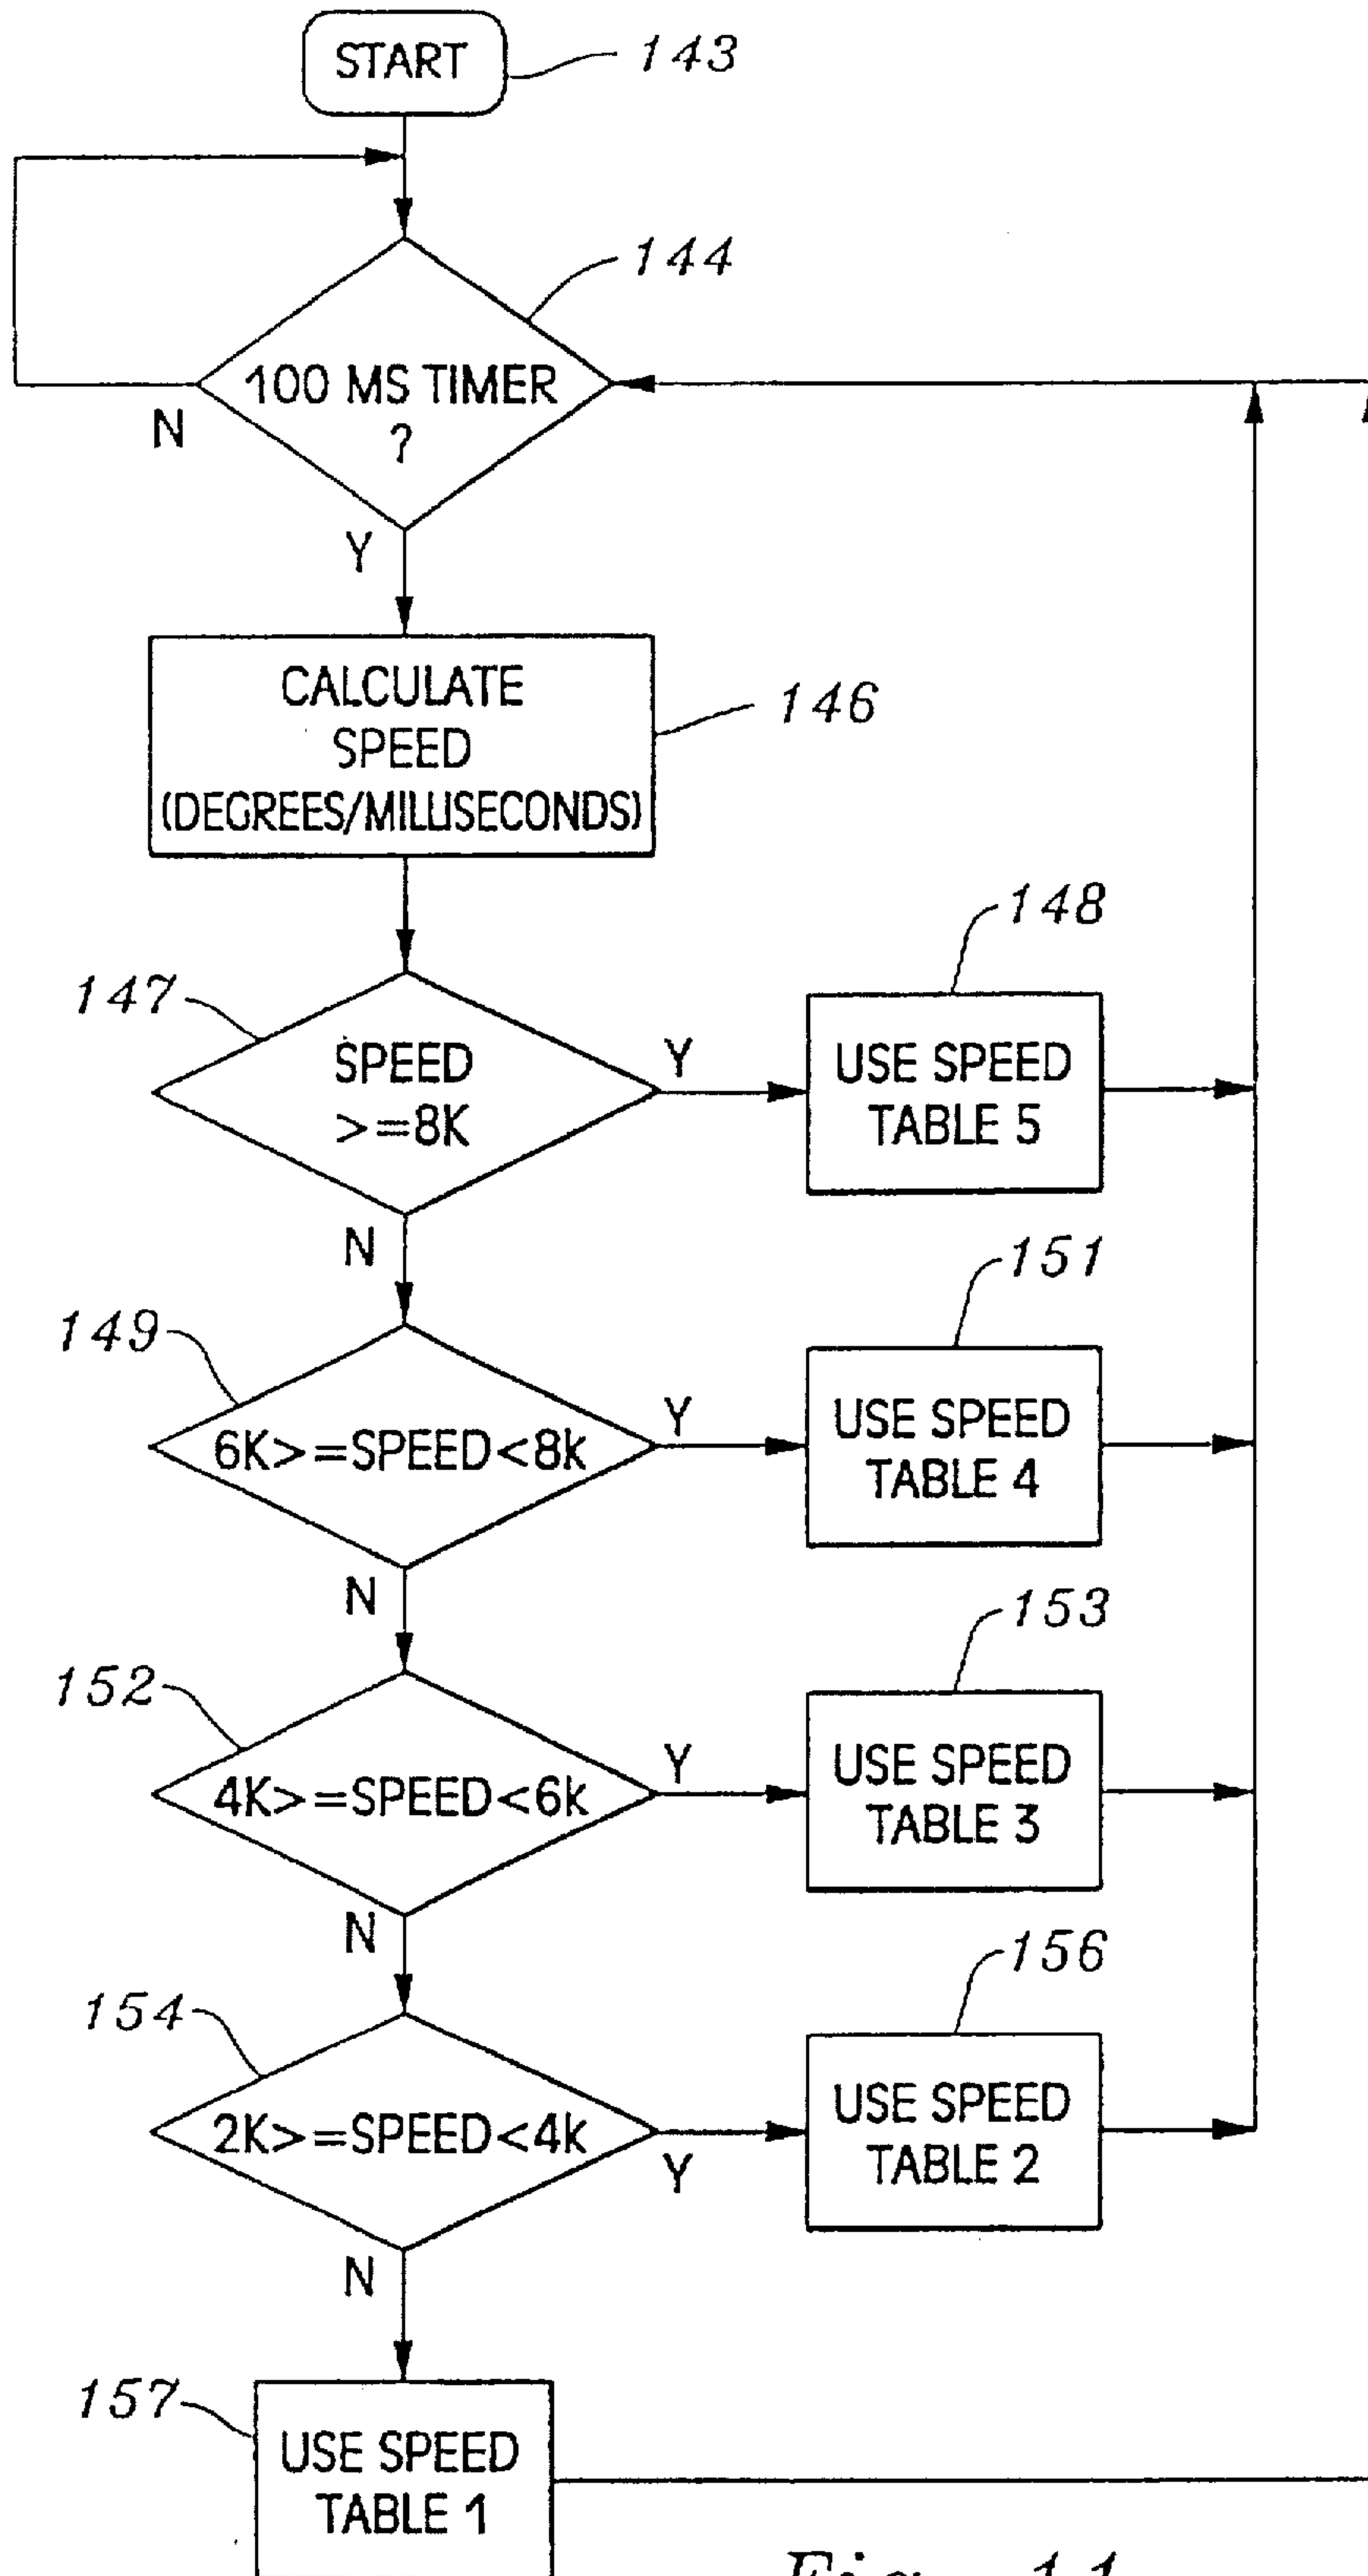 START
143
144
100 MS TIMER
?
N
Y
CALCULATE
SPEED
(DEGREES/MILLISECONDS)
146
147
SPEED
>=8K
Y
148
USE SPEED
TABLE 5
N
149
6K>=SPEED<8k
Y
151
USE SPEED
TABLE 4
N
152
4K>=SPEED<6k
Y
153
USE SPEED
TABLE 3
N
154
2K>=SPEED<4k
Y
156
USE SPEED
TABLE 2
N
157
USE SPEED
TABLE 1
Fig. 11